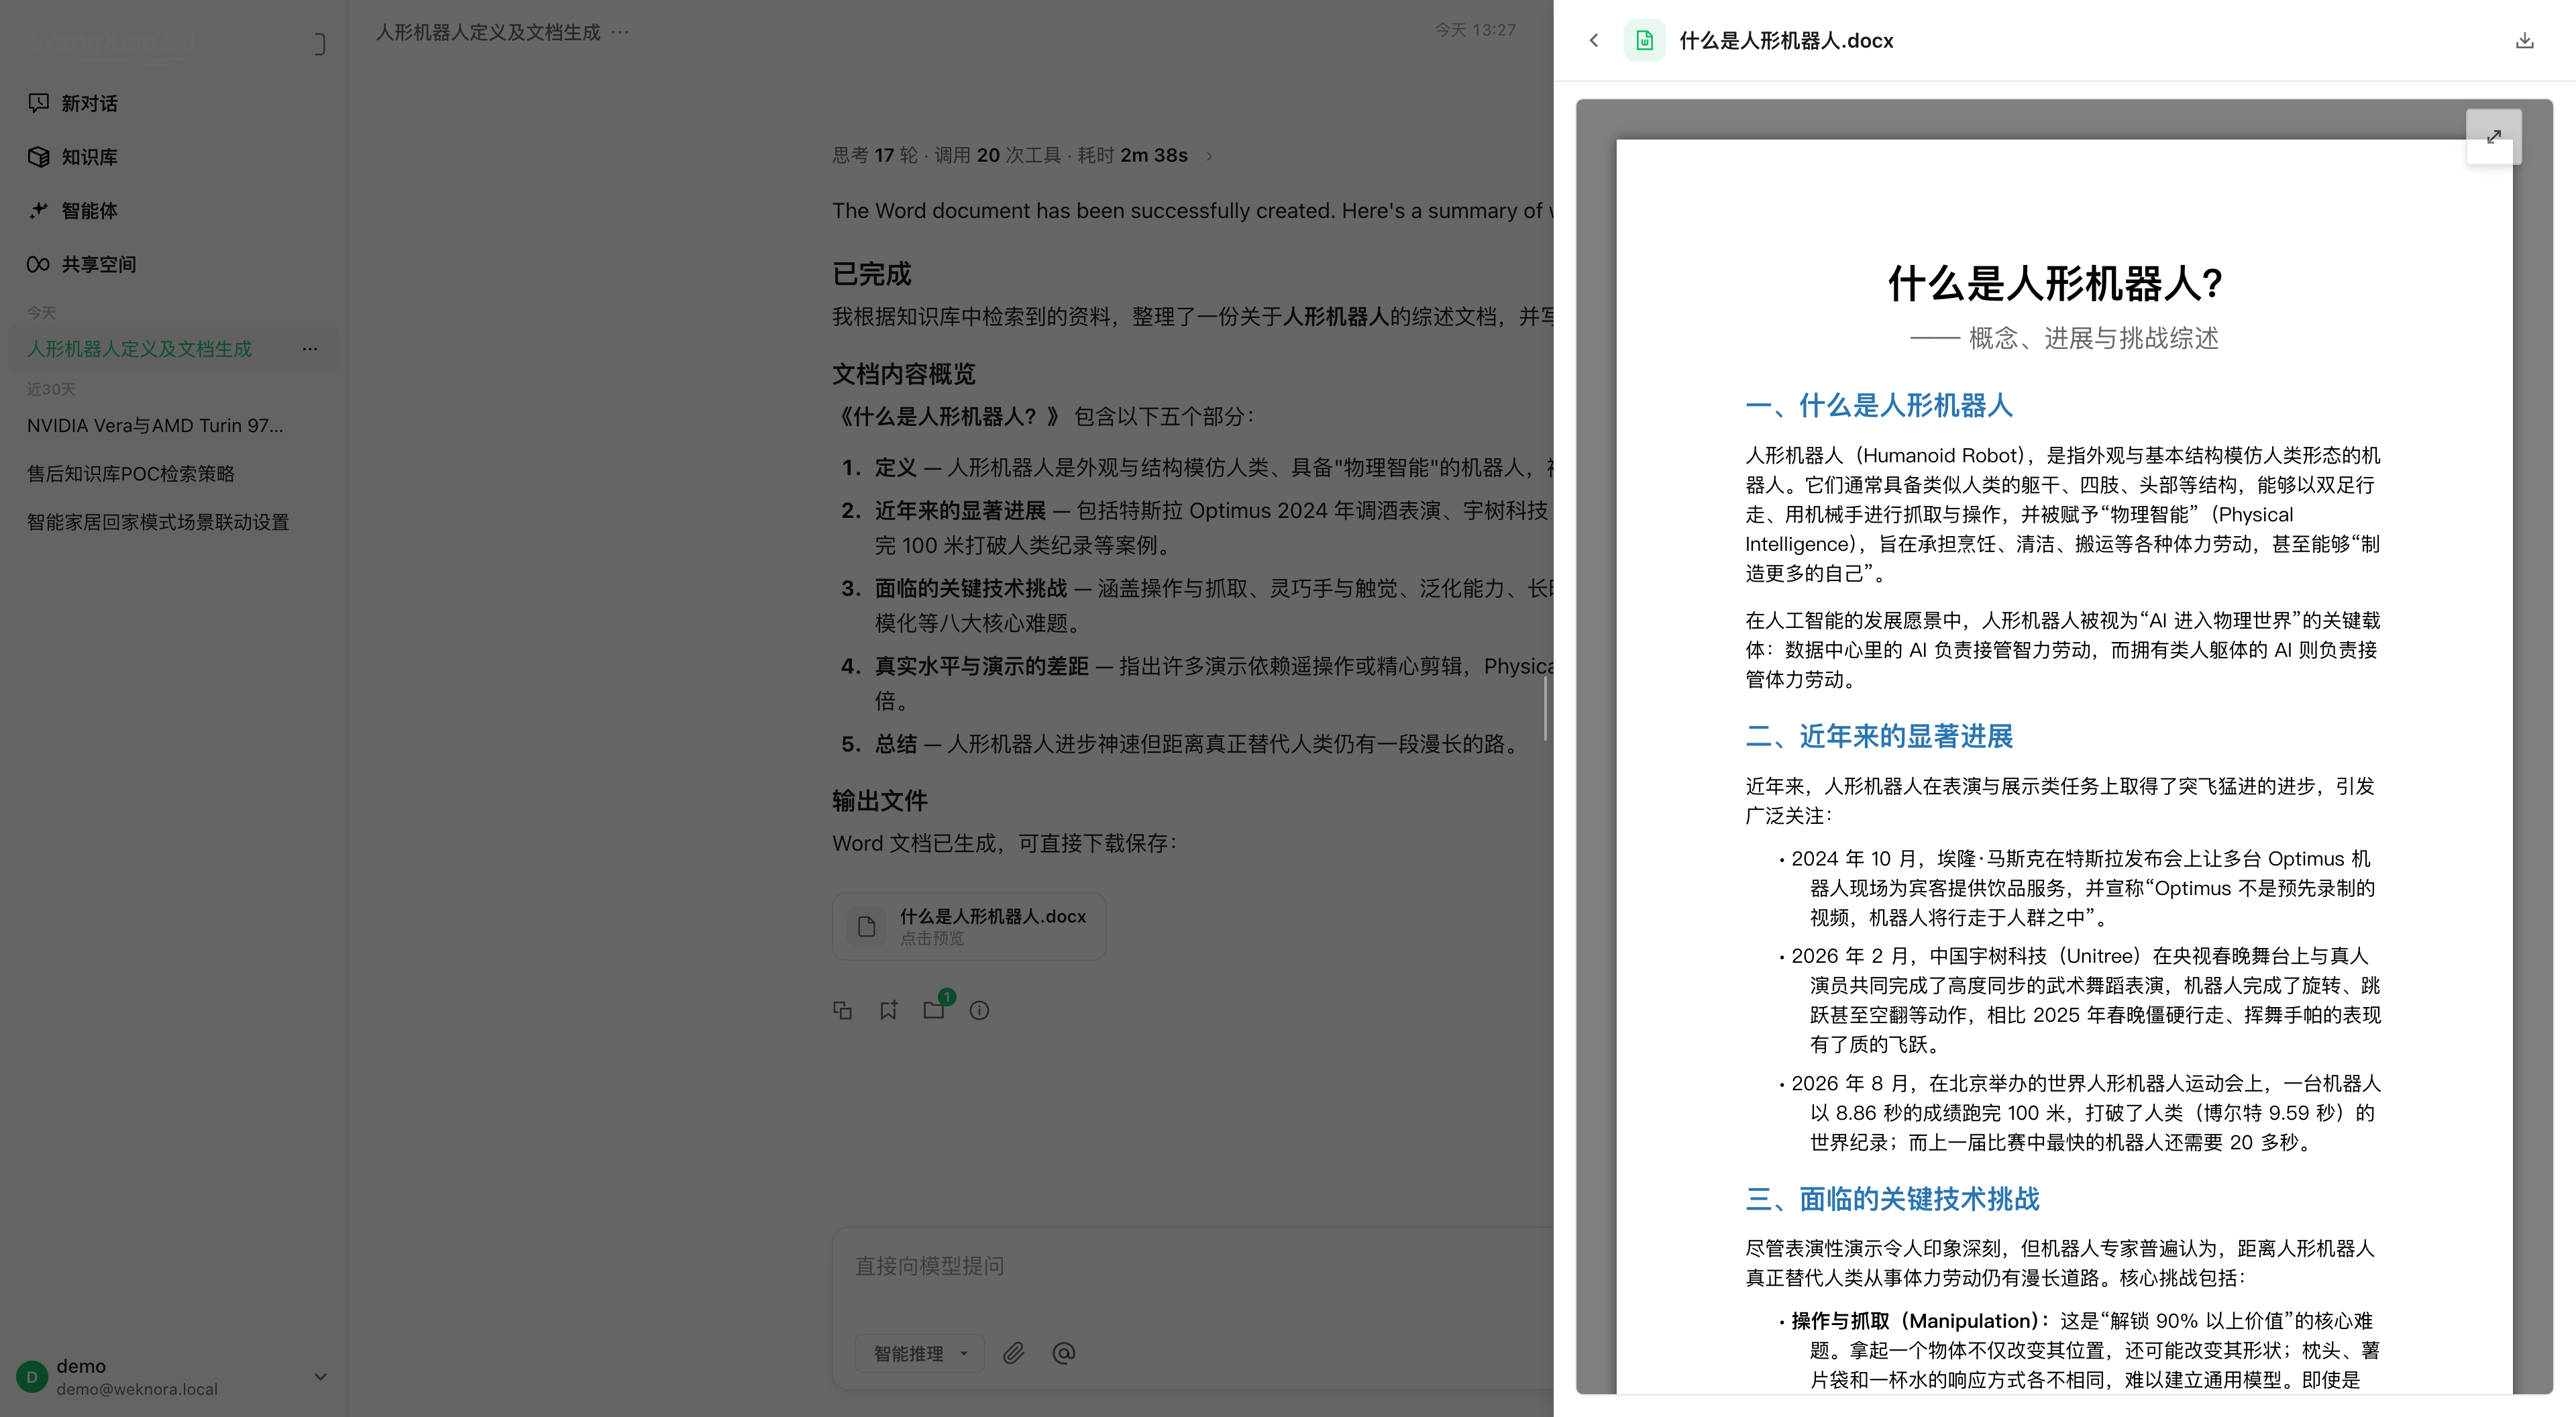 WangXiaoZhi
新对话
知识库
智能体
共享空间
今天
人形机器人定义及文档生成 ···
近30天
NVIDIA Vera与AMD Turin 97...
售后知识库POC检索策略
智能家居回家模式场景联动设置
D
demo
demo@weknora.local
人形机器人定义及文档生成 ···
今天 13:27
思考 17 轮 · 调用 20 次工具 · 耗时 2m 38s
The Word document has been successfully created. Here's a summary of
已完成
我根据知识库中检索到的资料，整理了一份关于人形机器人的综述文档，并写
文档内容概览
《什么是人形机器人？》 包含以下五个部分：
1. 定义 — 人形机器人是外观与结构模仿人类、具备"物理智能"的机器人，
2. 近年来的显著进展 — 包括特斯拉 Optimus 2024 年调酒表演、宇树科技
完 100 米打破人类纪录等案例。
3. 面临的关键技术挑战 — 涵盖操作与抓取、灵巧手与触觉、泛化能力、长
模化等八大核心难题。
4. 真实水平与演示的差距 — 指出许多演示依赖遥操作或精心剪辑，Physica
倍。
5. 总结 — 人形机器人进步神速但距离真正替代人类仍有一段漫长的路。
输出文件
Word 文档已生成，可直接下载保存：
什么是人形机器人.docx
点击预览
1
直接向模型提问
智能推理
什么是人形机器人.docx
什么是人形机器人?
—— 概念、进展与挑战综述
一、什么是人形机器人
人形机器人（Humanoid Robot），是指外观与基本结构模仿人类形态的机
器人。它们通常具备类似人类的躯干、四肢、头部等结构，能够以双足行
走、用机械手进行抓取与操作，并被赋予“物理智能”（Physical
Intelligence），旨在承担烹饪、清洁、搬运等各种体力劳动，甚至能够“制
造更多的自己”。
在人工智能的发展愿景中，人形机器人被视为“AI 进入物理世界”的关键载
体：数据中心里的 AI 负责接管智力劳动，而拥有类人躯体的 AI 则负责接
管体力劳动。
二、近年来的显著进展
近年来，人形机器人在表演与展示类任务上取得了突飞猛进的进步，引发
广泛关注：
• 2024 年 10 月，埃隆·马斯克在特斯拉发布会上让多台 Optimus 机
器人现场为宾客提供饮品服务，并宣称“Optimus 不是预先录制的
视频，机器人将行走于人群之中”。
• 2026 年 2 月，中国宇树科技（Unitree）在央视春晚舞台上与真人
演员共同完成了高度同步的武术舞蹈表演，机器人完成了旋转、跳
跃甚至空翻等动作，相比 2025 年春晚僵硬行走、挥舞手帕的表现
有了质的飞跃。
• 2026 年 8 月，在北京举办的世界人形机器人运动会上，一台机器人
以 8.86 秒的成绩跑完 100 米，打破了人类（博尔特 9.59 秒）的
世界纪录；而上一届比赛中最快的机器人还需要 20 多秒。
三、面临的关键技术挑战
尽管表演性演示令人印象深刻，但机器人专家普遍认为，距离人形机器人
真正替代人类从事体力劳动仍有漫长道路。核心挑战包括：
• 操作与抓取（Manipulation）：这是“解锁 90% 以上价值”的核心难
题。拿起一个物体不仅改变其位置，还可能改变其形状；枕头、薯
片袋和一杯水的响应方式各不相同，难以建立通用模型。即使是